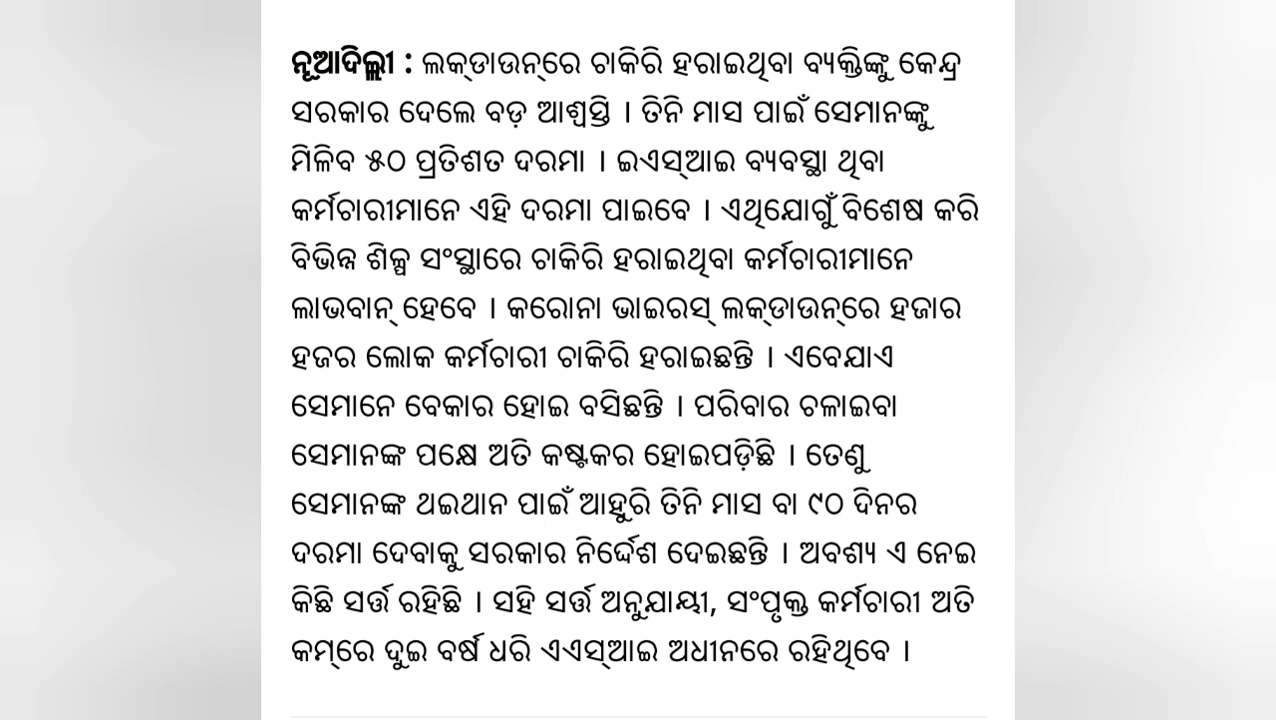 ନୂଆଦିଲ୍ଲୀ : ଲକ୍‌ଡାଉନ୍‌ରେ ଚାକିରି ହରାଇଥିବା ବ୍ୟକ୍ତିଙ୍କୁ କେନ୍ଦ୍ର
ସରକାର ଦେଲେ ବଡ଼ ଆଶ୍ୱସ୍ତି । ତିନି ମାସ ପାଇଁ ସେମାନଙ୍କୁ
ମିଳିବ ୫୦ ପ୍ରତିଶତ ଦରମା । ଇଏସ୍‌ଆଇ ବ୍ୟବସ୍ଥା ଥିବା
କର୍ମଚାରୀମାନେ ଏହି ଦରମା ପାଇବେ । ଏଥିଯୋଗୁଁ ବିଶେଷ କରି
ବିଭିନ୍ନ ଶିଳ୍ପ ସଂସ୍ଥାରେ ଚାକିରି ହରାଇଥିବା କର୍ମଚାରୀମାନେ
ଲାଭବାନ୍ ହେବେ । କରୋନା ଭାଇରସ୍ ଲକ୍‌ଡାଉନ୍‌ରେ ହଜାର
ହଜର ଲୋକ କର୍ମଚାରୀ ଚାକିରି ହରାଇଛନ୍ତି । ଏବେଯାଏ
ସେମାନେ ବେକାର ହୋଇ ବସିଛନ୍ତି । ପରିବାର ଚଳାଇବା
ସେମାନଙ୍କ ପକ୍ଷେ ଅତି କଷ୍ଟକର ହୋଇପଡ଼ିଛି । ତେଣୁ
ସେମାନଙ୍କ ଥଇଥାନ ପାଇଁ ଆହୁରି ତିନି ମାସ ବା ୯୦ ଦିନର
ଦରମା ଦେବାକୁ ସରକାର ନିର୍ଦ୍ଦେଶ ଦେଇଛନ୍ତି । ଅବଶ୍ୟ ଏ ନେଇ
କିଛି ସର୍ତ୍ତ ରହିଛି । ସହି ସର୍ତ୍ତ ଅନୁଯାୟୀ, ସଂପୃକ୍ତ କର୍ମଚାରୀ ଅତି
କମ୍‌ରେ ଦୁଇ ବର୍ଷ ଧରି ଏଏସ୍‌ଆଇ ଅଧୀନରେ ରହିଥିବେ ।